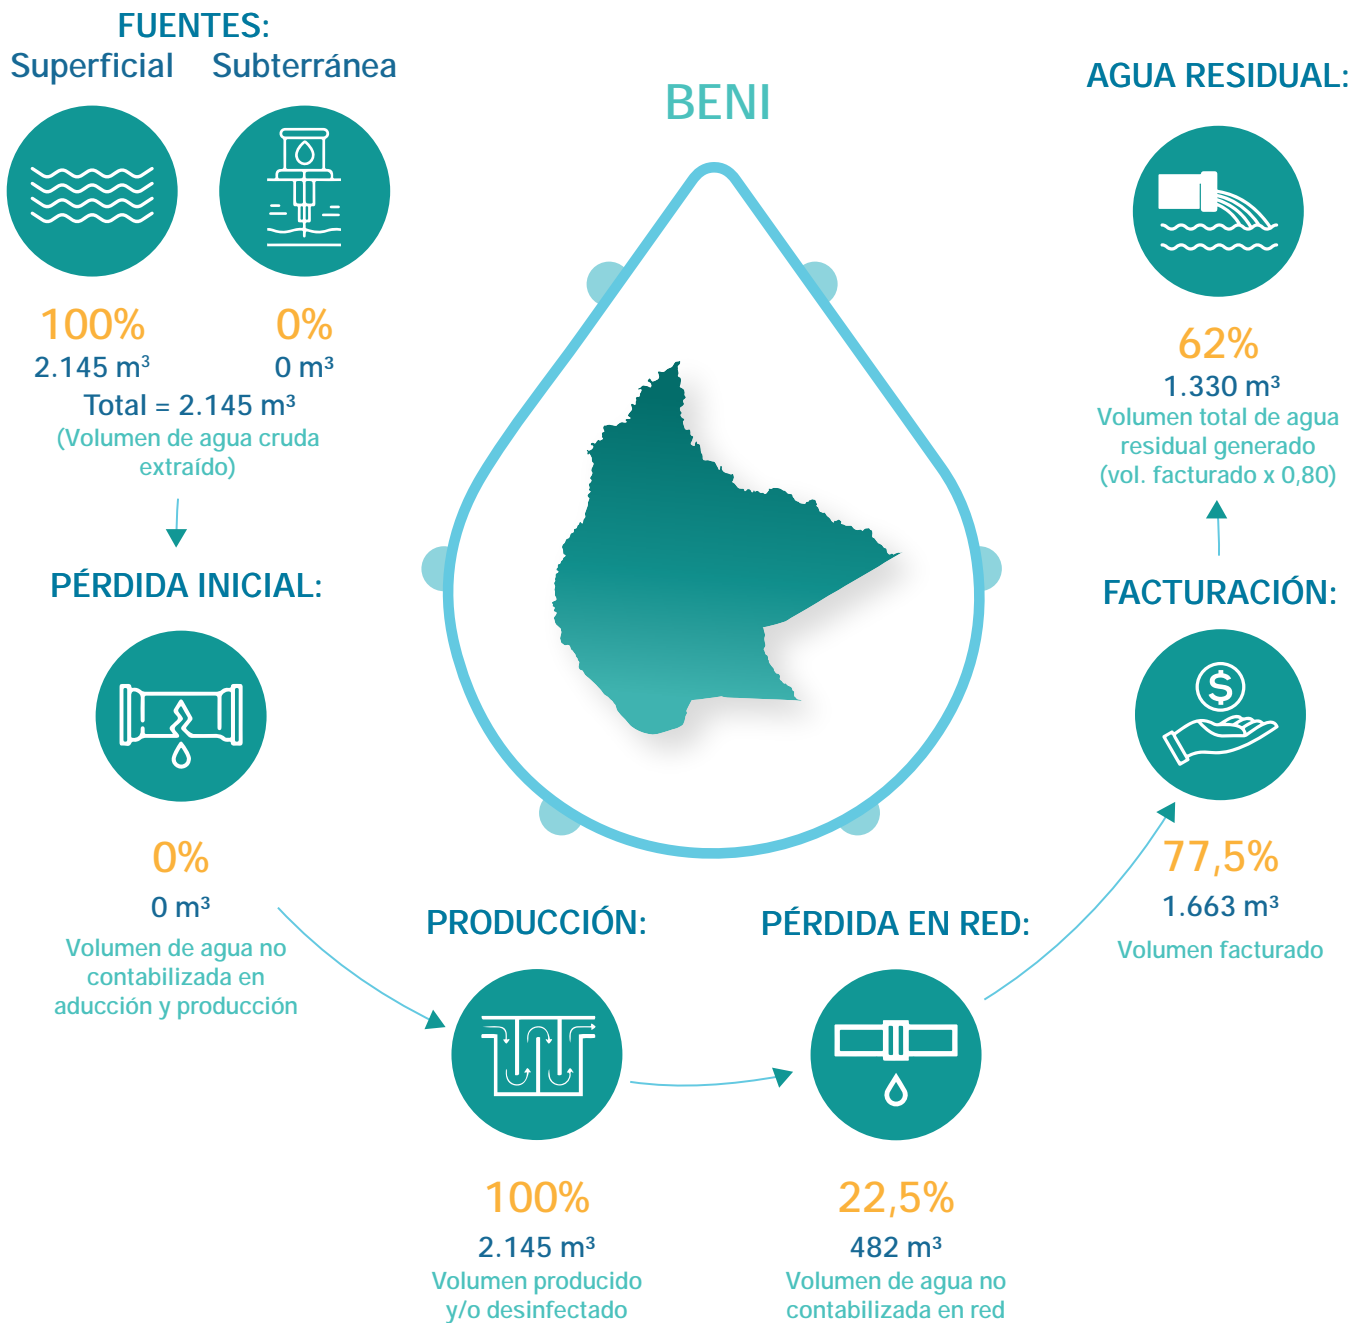 FUENTES:
Superficial
Subterránea
100%
2.145 m³
0%
0 m³
Total = 2.145 m³
(Volumen de agua cruda
extraído)
PÉRDIDA INICIAL:
0%
0 m³
Volumen de agua no
contabilizada en
aducción y producción
BENI
PRODUCCIÓN:
100%
2.145 m³
Volumen producido
y/o desinfectado
PÉRDIDA EN RED:
22,5%
482 m³
Volumen de agua no
contabilizada en red
FACTURACIÓN:
$
77,5%
1.663 m³
Volumen facturado
AGUA RESIDUAL:
62%
1.330 m³
Volumen total de agua
residual generado
(vol. facturado x 0,80)